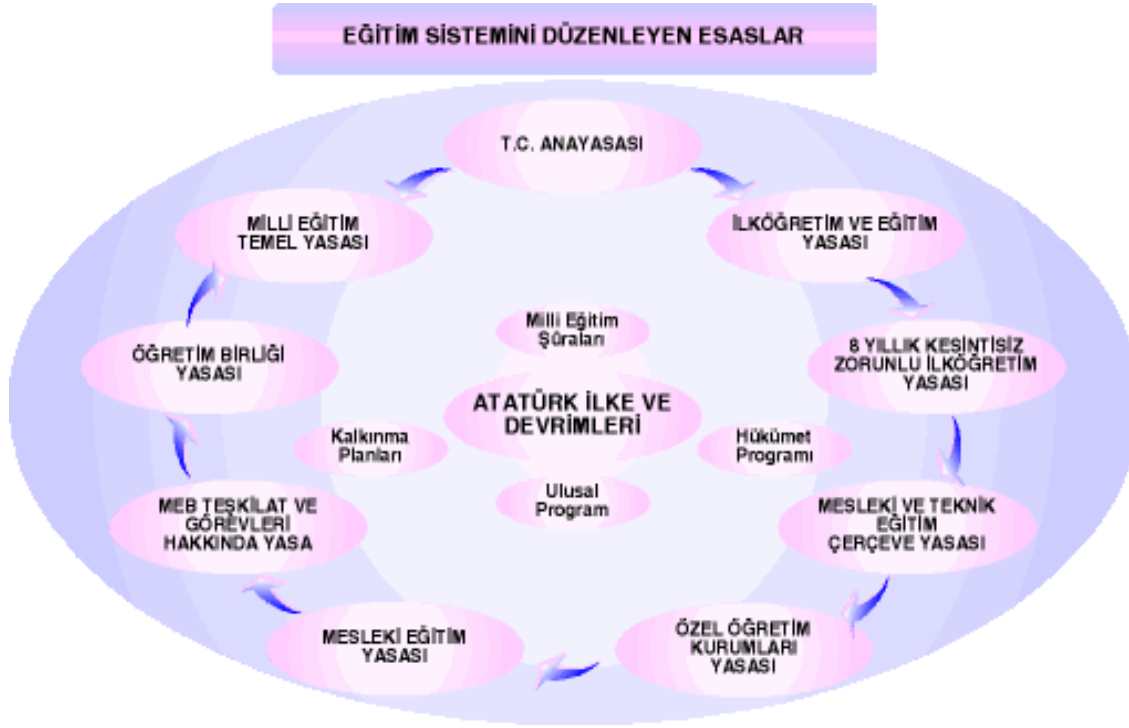 EĞİTİM SİSTEMİNİ DÜZENLEYEN ESASLAR
T.C. ANAYASASI
MİLLİ EĞİTİM
TEMEL YASASI
İLKÖĞRETİM VE EĞİTİM
YASASI
Milli Eğitim
Şûraları
ÖĞRETİM BİRLİĞİ
YASASI
8 YILLIK KESİNTİSİZ
ZORUNLU İLKÖĞRETİM
YASASI
ATATÜRK İLKE VE
DEVRİMLERİ
Kalkınma
Planları
Hükümet
Programı
Ulusal
Program
MEB TEŞKİLAT VE
GÖREVLERİ
HAKKINDA YASA
MESLEKİ VE TEKNİK
EĞİTİM
ÇERÇEVE YASASI
MESLEKİ EĞİTİM
YASASI
ÖZEL ÖĞRETİM
KURUMLARI
YASASI